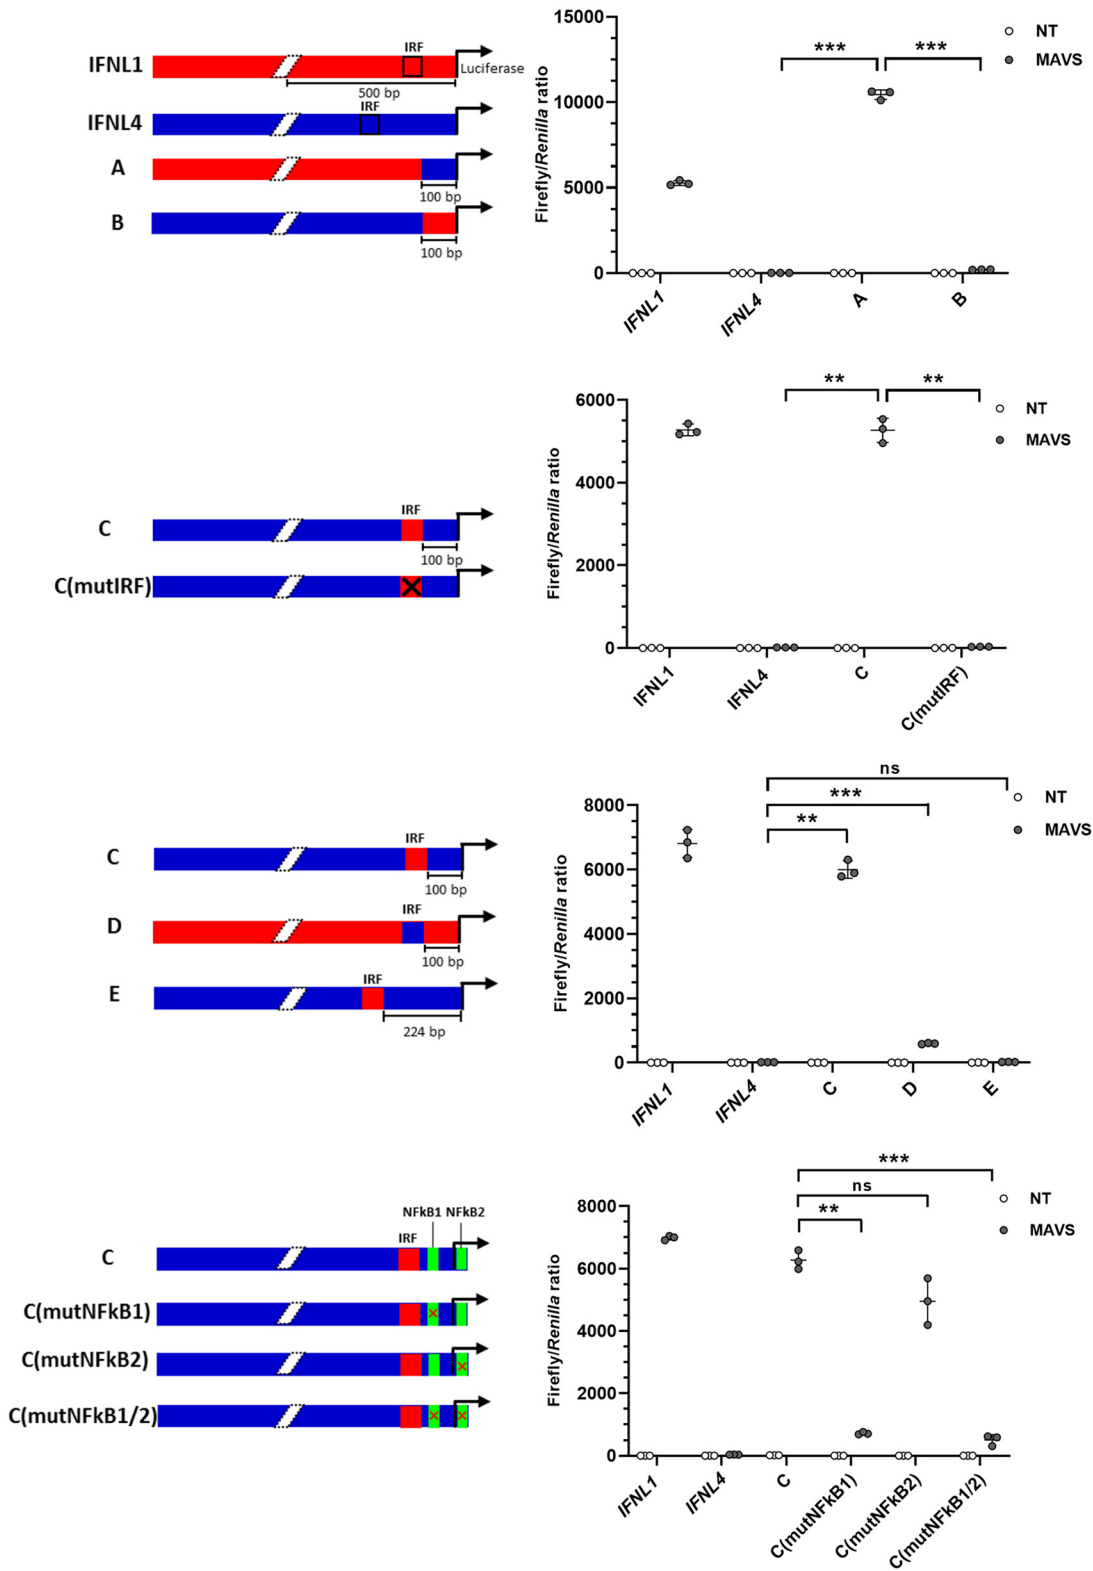 IFNL1
IRF
Luciferase
500 bp
IFNL4
IRF
A
100 bp
B
100 bp
Firefly/Renilla ratio
15000
10000
5000
0
***
***
NT
MAVS
IFNL1
IFNL4
A
B
C
IRF
100 bp
C(mutIRF)
Firefly/Renilla ratio
6000
4000
2000
0
**
**
NT
MAVS
IFNL1
IFNL4
C
C(mutIRF)
C
IRF
100 bp
D
IRF
100 bp
E
IRF
224 bp
Firefly/Renilla ratio
8000
6000
4000
2000
0
ns
***
**
NT
MAVS
IFNL1
IFNL4
C
D
E
NFkB1 NFkB2
IRF
C
C(mutNFkB1)
C(mutNFkB2)
C(mutNFkB1/2)
Firefly/Renilla ratio
8000
6000
4000
2000
0
***
ns
**
NT
MAVS
IFNL1
IFNL4
C
C(mutNFkB1)
C(mutNFkB2)
C(mutNFkB1/2)